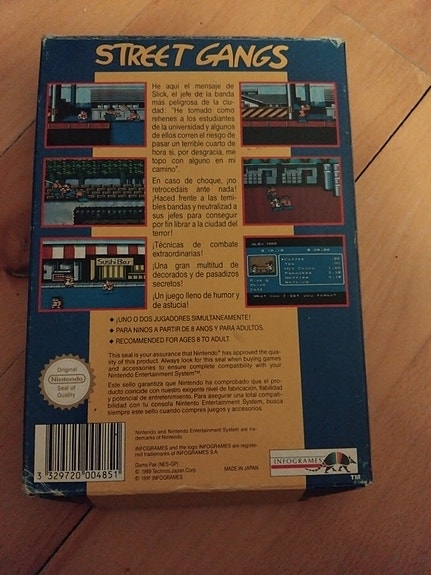 STREET GANGS
He aquí el mensaje de
Slick, el jefe de la banda
más peligrosa de la ciu-
dad: "He tomado como
rehenes a los estudiantes
de la universidad y algunos
de ellos corren el riesgo de
pasar un terrible cuarto de
hora si, por desgracia, me
topo con alguno en mi
camino".
En caso de choque, ¡no
retrocedáis ante nada!
¡Haced frente a las temi-
bles bandas y neutralizad a
sus jefes para conseguir
por fin librar a la ciudad del
terror!
¡Técnicas de combate
extraordinarias!
¡Una gran multitud de
decorados y de pasadizos
secretos!
¡Un juego lleno de humor y
de astucia!
Sushi Bar
♦ ¡UNO O DOS JUGADORES SIMULTANEAMENTE!
♦ PARA NIÑOS A PARTIR DE 8 ANOS Y PARA ADULTOS.
♦ RECOMMENDED FOR AGES 8 TO ADULT.
This seal is your assurance that Nintendo® has approved the qua-
lity of this product. Always look for this seal when buying games
and accessories to ensure complete compatibility with your
Nintendo Entertainment System™.
Este sello garantiza que Nintendo ha comprobado que el pro-
ducto coincide con nuestro exigente nivel de fabricación, fiabilidad
y potencial de entretenimiento. Para asegurar una total compati-
bilidad con tu consola Nintento Entertainment System, busca
siempre este sello cuando compres juegos y accesorios.
Original
Nintendo
Seal of
Quality
Nintendo and Nintendo Entertainment System are tra-
demarks of Nintendo.
INFOGRAMES and the logo INFOGRAMES are registe-
red trademarks of INFOGRAMES S.A.
Game Pak (NES-GP)
© 1989 Technos Japan Corp.
© 1991 INFOGRAMES
MADE IN JAPAN
INFOGRAMES
TM
3 329720 004851